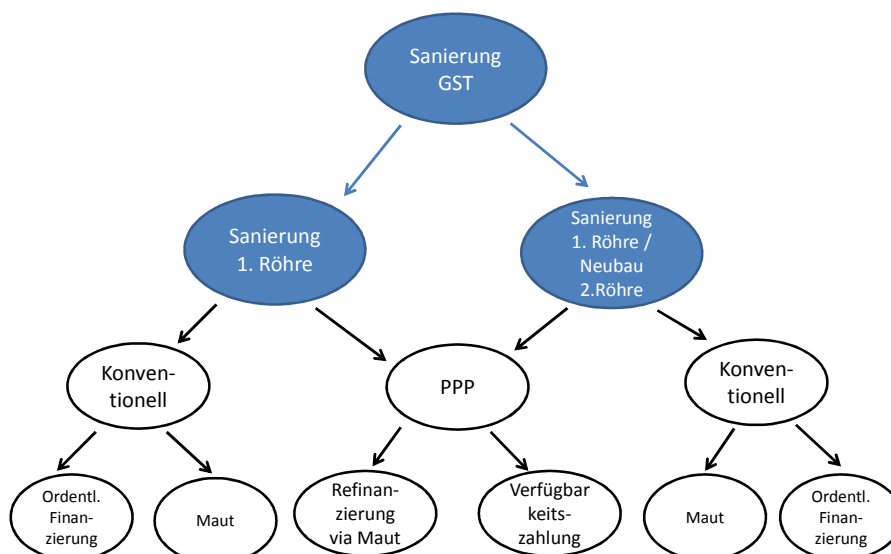 Sanierung
GST
Sanierung
1. Röhre
Sanierung
1. Röhre /
Neubau
2.Röhre
Konven-
tionell
PPP
Konven-
tionell
Ordentl.
Finan-
zierung
Maut
Refinan-
zierung
via Maut
Verfügbar
keits-
zahlung
Maut
Ordentl.
Finan-
zierung